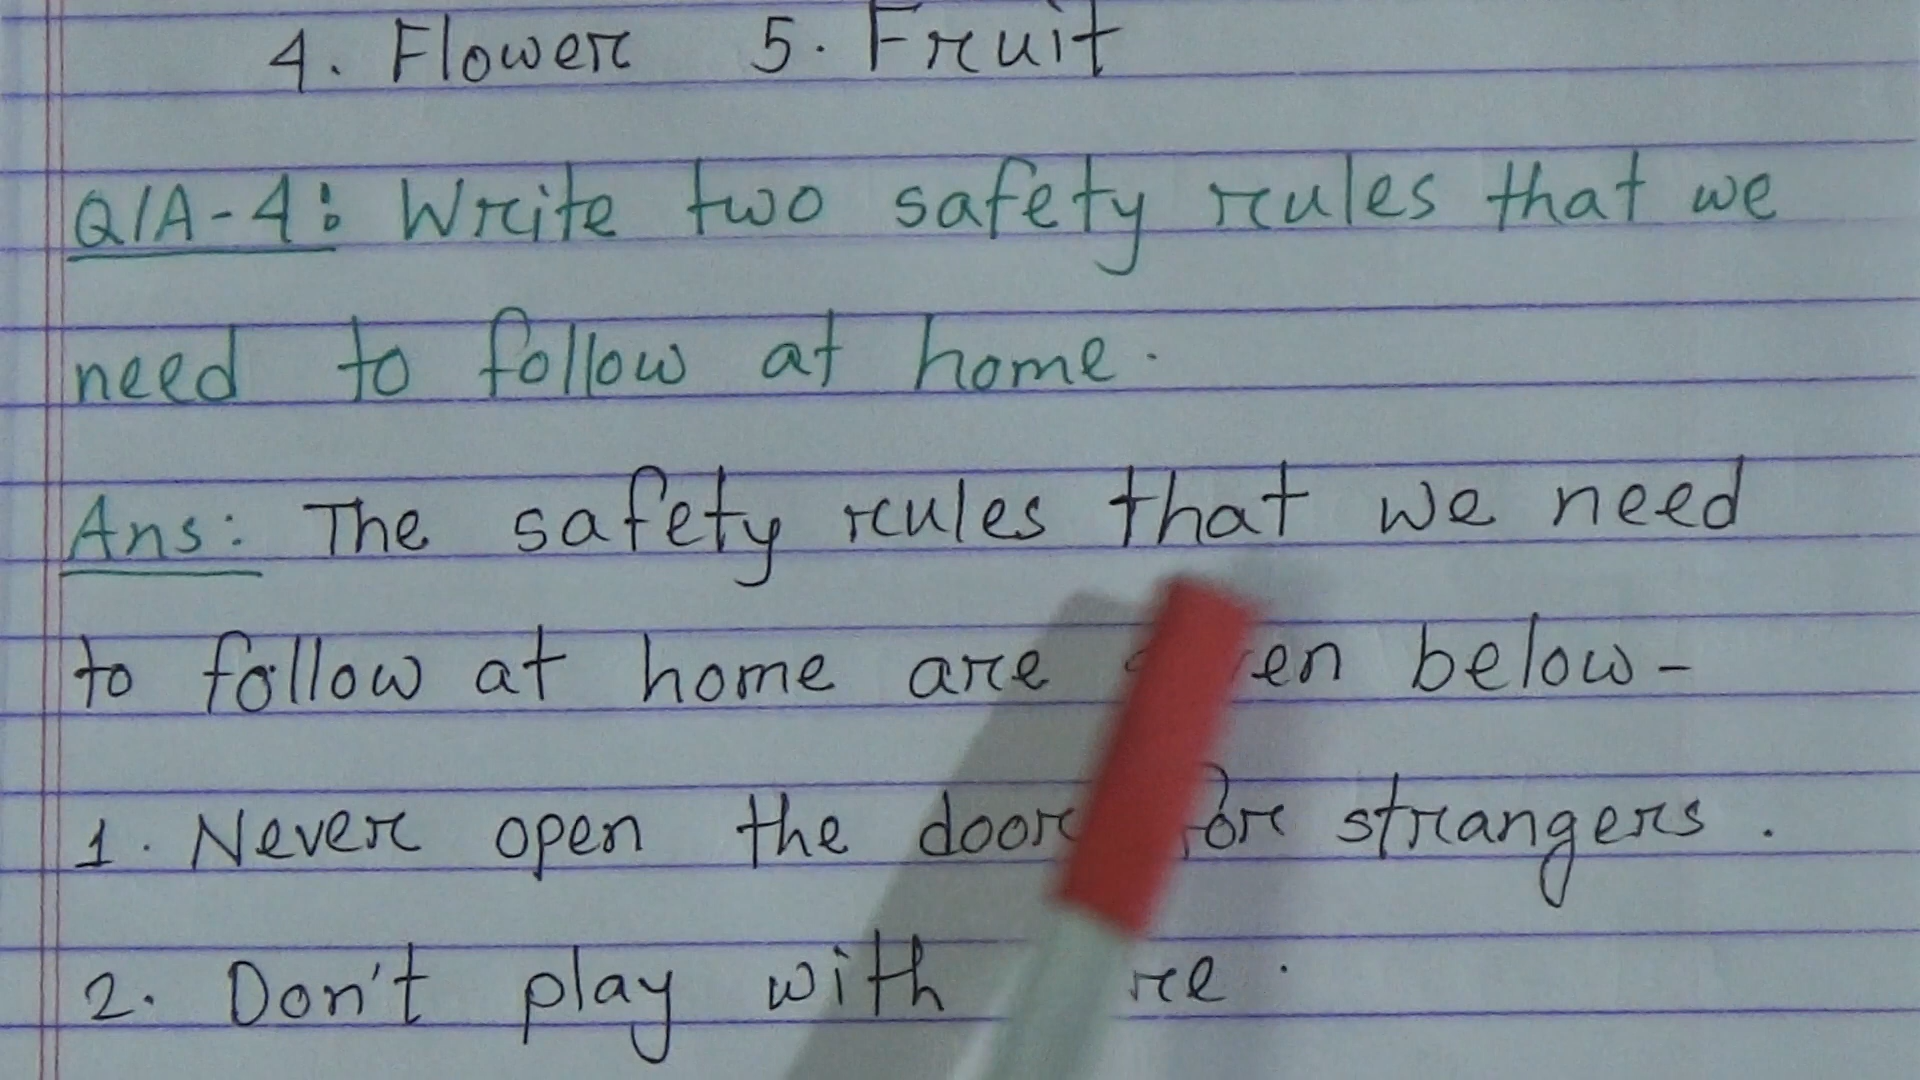 4. Flower 5. Fruit
Q/A-4: Write two safety rules that we
need to follow at home.
Ans: The safety rules that we need
to follow at home are below-
1. Never open the door for strangers.
2. Don't play with